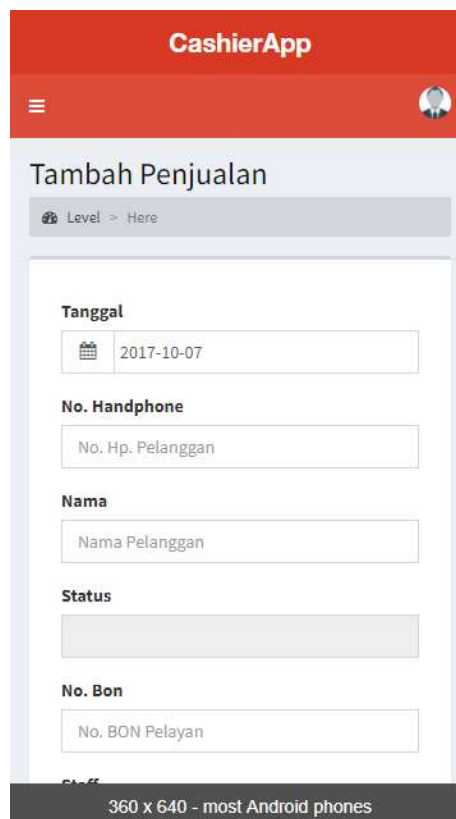 CashierApp
Tambah Penjualan
Level > Here
Tanggal
2017-10-07
No. Handphone
No. Hp. Pelanggan
Nama
Nama Pelanggan
Status
No. Bon
No. BON Pelayan
Staff
360 x 640 - most Android phones